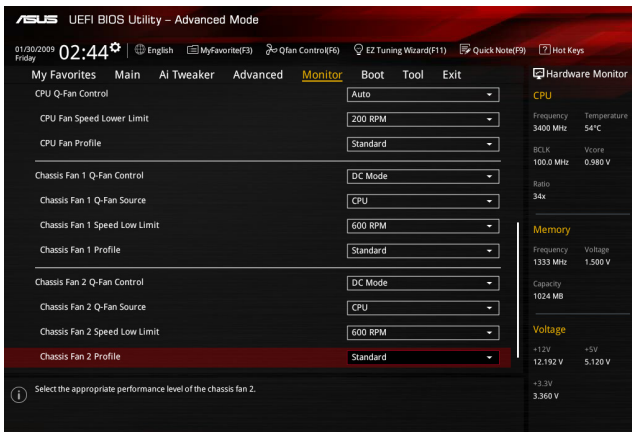 ASUS UEFI BIOS Utility – Advanced Mode
01/30/2009 Friday 02:44 English MyFavorite(F3) Qfan Control(F6) EZ Tuning Wizard(F11) Quick Note(F9) ? Hot Keys
My Favorites Main Ai Tweaker Advanced Monitor Boot Tool Exit
CPU Q-Fan Control Auto
CPU Fan Speed Lower Limit 200 RPM
CPU Fan Profile Standard
Chassis Fan 1 Q-Fan Control DC Mode
Chassis Fan 1 Q-Fan Source CPU
Chassis Fan 1 Speed Low Limit 600 RPM
Chassis Fan 1 Profile Standard
Chassis Fan 2 Q-Fan Control DC Mode
Chassis Fan 2 Q-Fan Source CPU
Chassis Fan 2 Speed Low Limit 600 RPM
Chassis Fan 2 Profile Standard
Select the appropriate performance level of the chassis fan 2.
Hardware Monitor
CPU
Frequency Temperature
3400 MHz 54°C
BCLK Vcore
100.0 MHz 0.980 V
Ratio
34x
Memory
Frequency Voltage
1333 MHz 1.500 V
Capacity
1024 MB
Voltage
+12V +5V
12.192 V 5.120 V
+3.3V
3.360 V